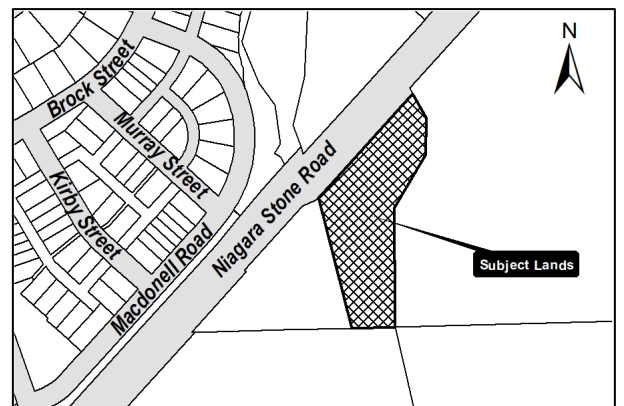 N
Brock Street
Murray Street
Kirby Street
Niagara Stone Road
Macdonell Road
Subject Lands